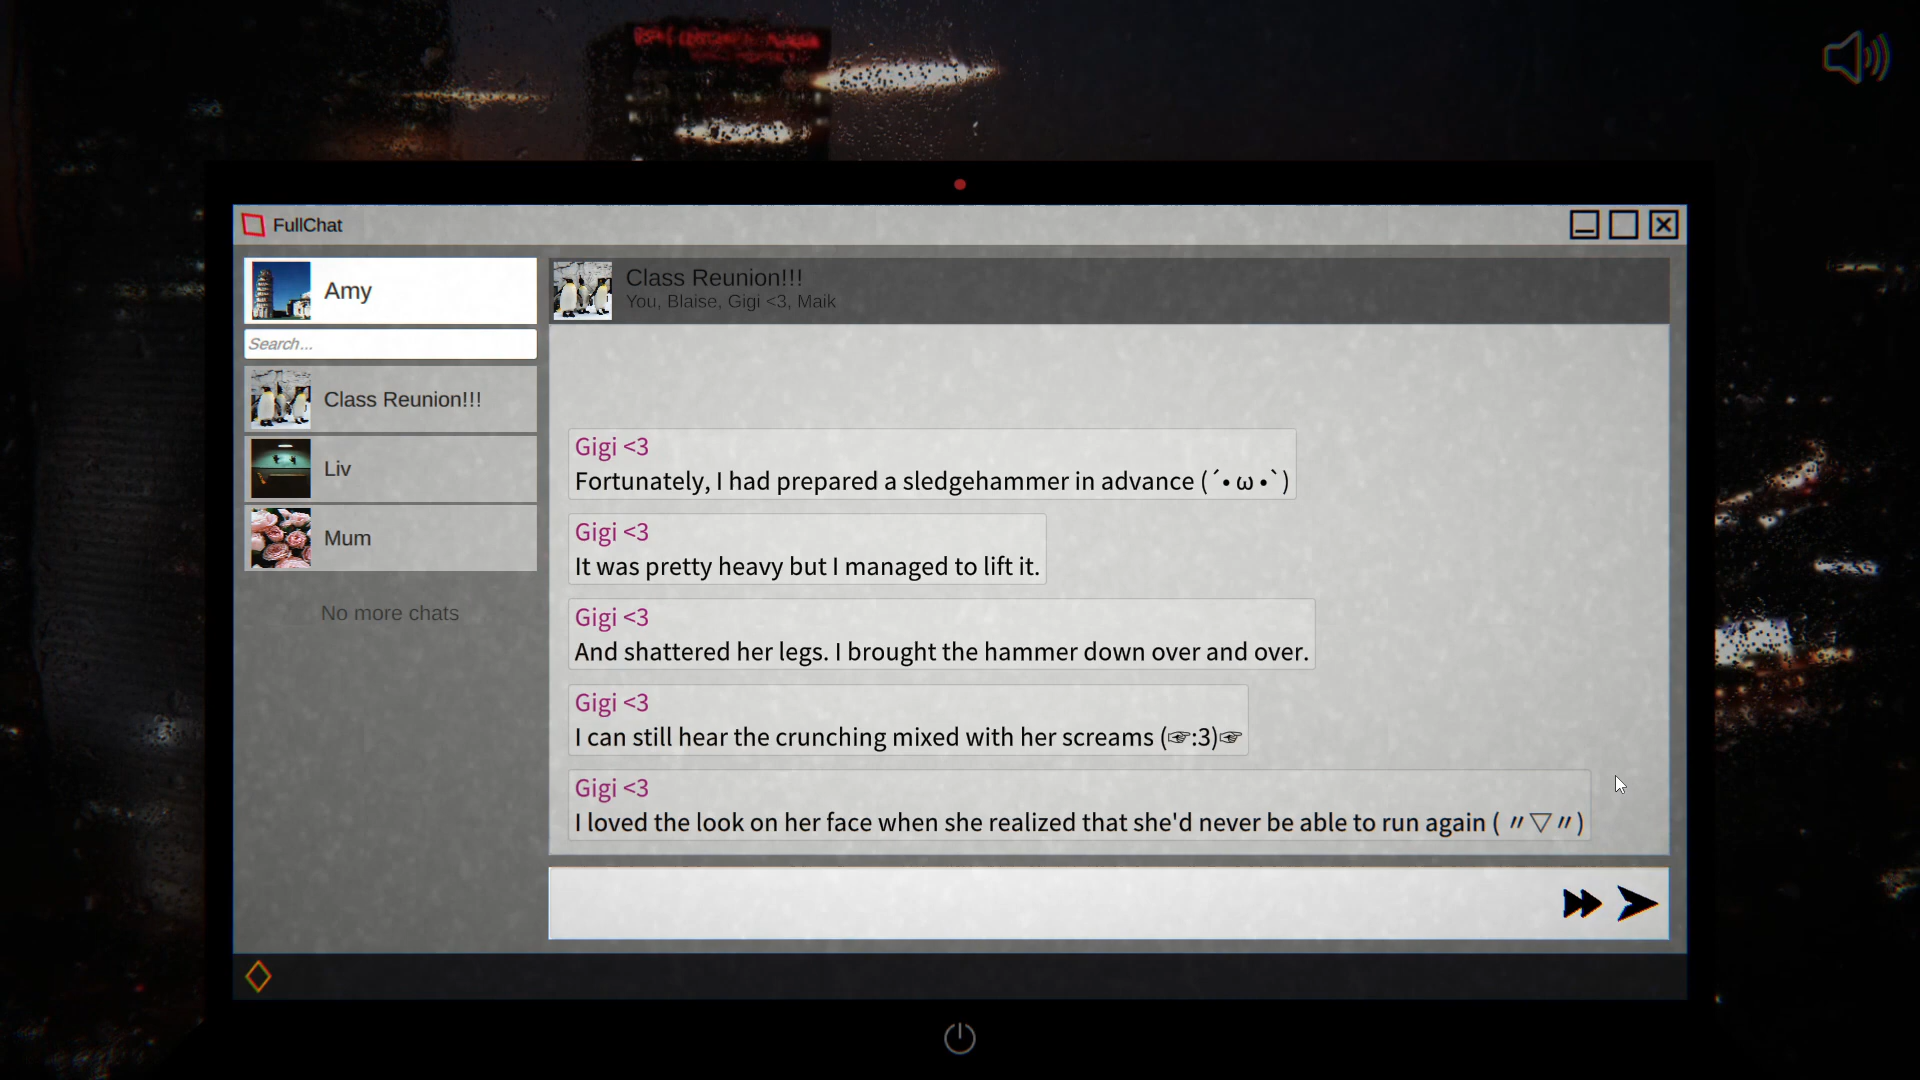 FullChat
Amy
Search...
Class Reunion!!!
Liv
Mum
No more chats
Class Reunion!!!
You, Blaise, Gigi <3, Maik
Gigi <3
Fortunately, I had prepared a sledgehammer in advance (´•ω•`)
Gigi <3
It was pretty heavy but I managed to lift it.
Gigi <3
And shattered her legs. I brought the hammer down over and over.
Gigi <3
I can still hear the crunching mixed with her screams (☞:3)☞
Gigi <3
I loved the look on her face when she realized that she'd never be able to run again ( 〃▽〃)